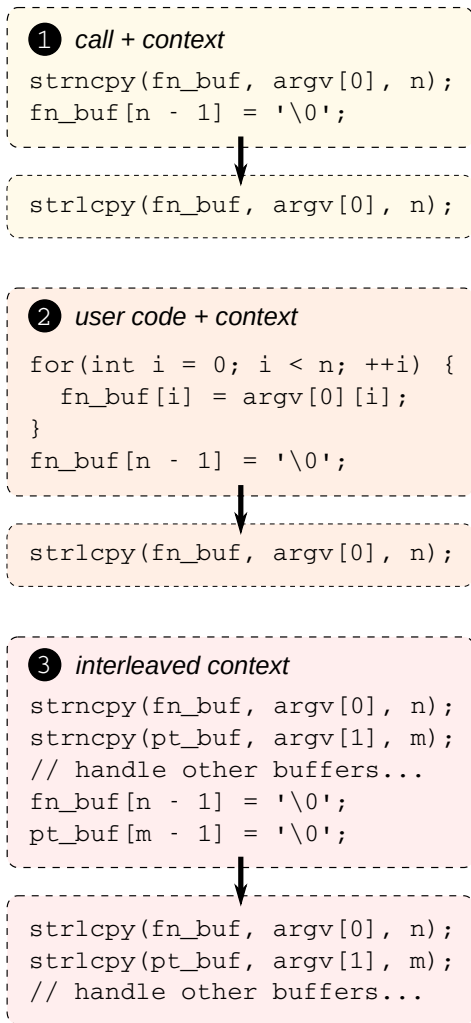 1 call + context
strncpy(fn_buf, argv[0], n);
fn_buf[n - 1] = '\0';
strlcpy(fn_buf, argv[0], n);
2 user code + context
for(int i = 0; i < n; ++i) {
  fn_buf[i] = argv[0][i];
}
fn_buf[n - 1] = '\0';
strlcpy(fn_buf, argv[0], n);
3 interleaved context
strncpy(fn_buf, argv[0], n);
strncpy(pt_buf, argv[1], m);
// handle other buffers...
fn_buf[n - 1] = '\0';
pt_buf[m - 1] = '\0';
strlcpy(fn_buf, argv[0], n);
strlcpy(pt_buf, argv[1], m);
// handle other buffers...